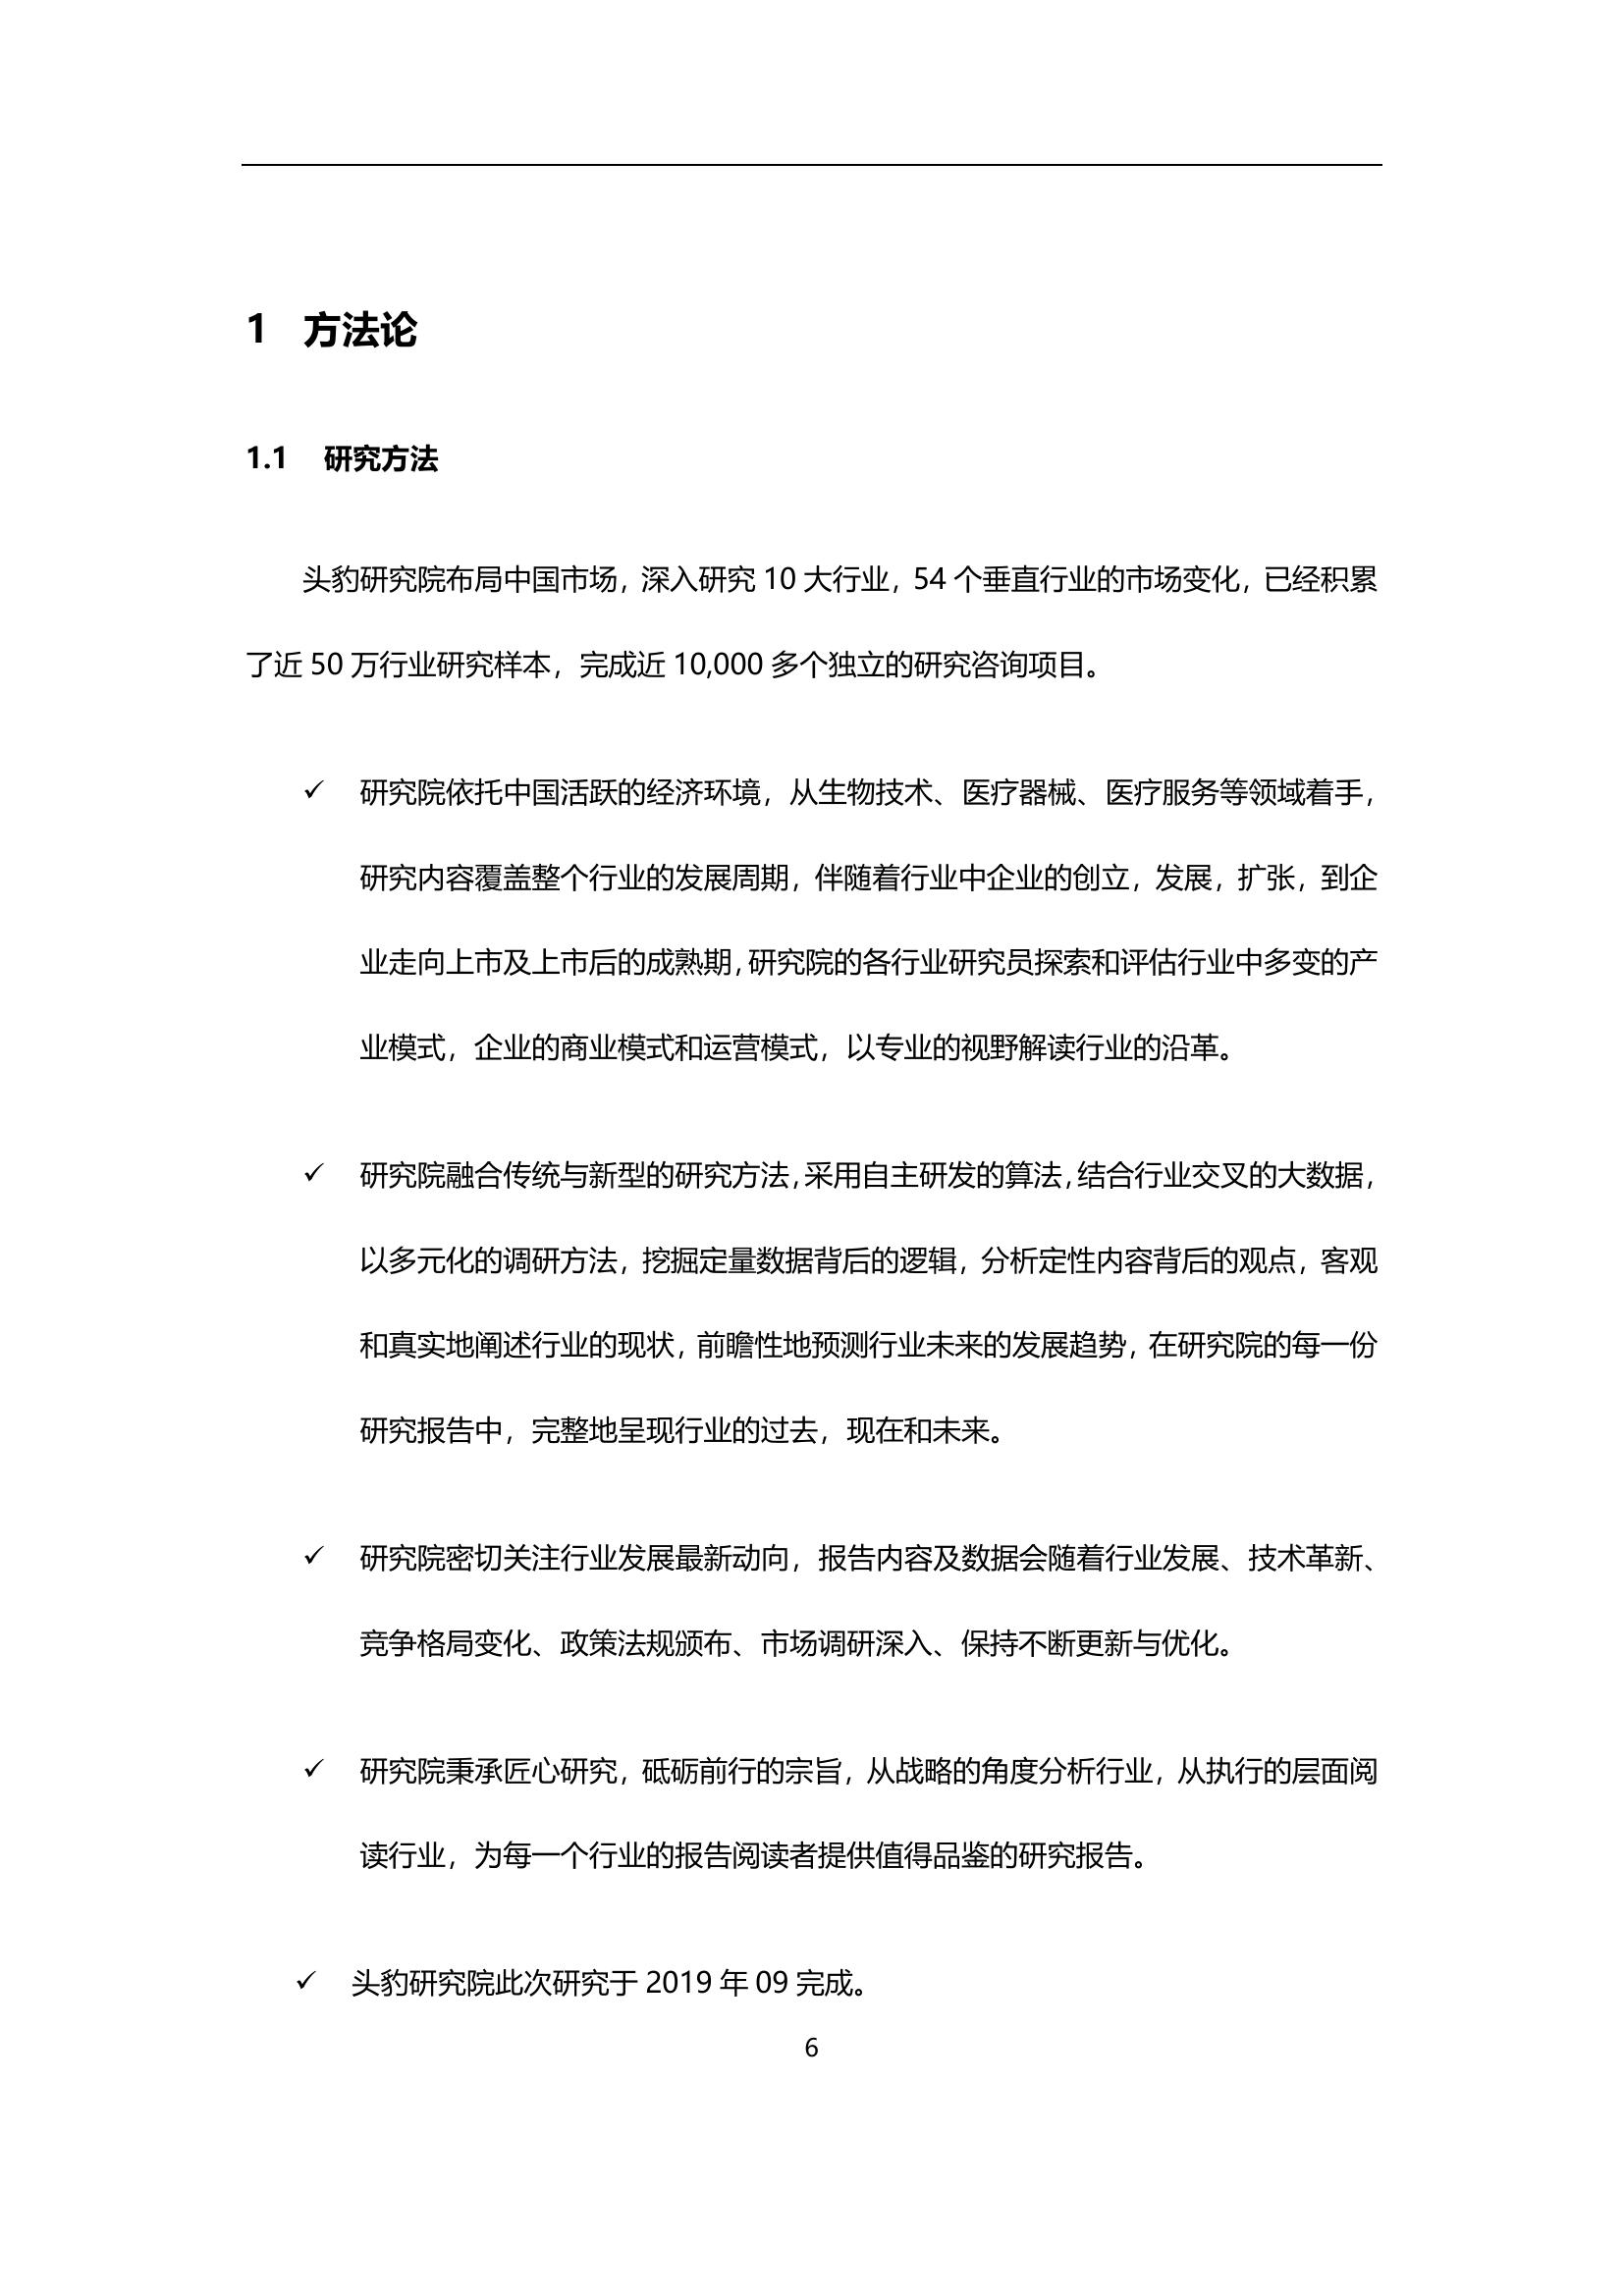 1 方法论
1.1 研究方法
头豹研究院布局中国市场，深入研究 10 大行业，54 个垂直行业的市场变化，已经积累
了近 50 万行业研究样本，完成近 10,000 多个独立的研究咨询项目。
✓ 研究院依托中国活跃的经济环境，从生物技术、医疗器械、医疗服务等领域着手，
研究内容覆盖整个行业的发展周期，伴随着行业中企业的创立，发展，扩张，到企
业走向上市及上市后的成熟期，研究院的各行业研究员探索和评估行业中多变的产
业模式，企业的商业模式和运营模式，以专业的视野解读行业的沿革。
✓ 研究院融合传统与新型的研究方法，采用自主研发的算法，结合行业交叉的大数据，
以多元化的调研方法，挖掘定量数据背后的逻辑，分析定性内容背后的观点，客观
和真实地阐述行业的现状，前瞻性地预测行业未来的发展趋势，在研究院的每一份
研究报告中，完整地呈现行业的过去，现在和未来。
✓ 研究院密切关注行业发展最新动向，报告内容及数据会随着行业发展、技术革新、
竞争格局变化、政策法规颁布、市场调研深入、保持不断更新与优化。
✓ 研究院秉承匠心研究，砥砺前行的宗旨，从战略的角度分析行业，从执行的层面阅
读行业，为每一个行业的报告阅读者提供值得品鉴的研究报告。
✓ 头豹研究院此次研究于 2019 年 09 完成。
6